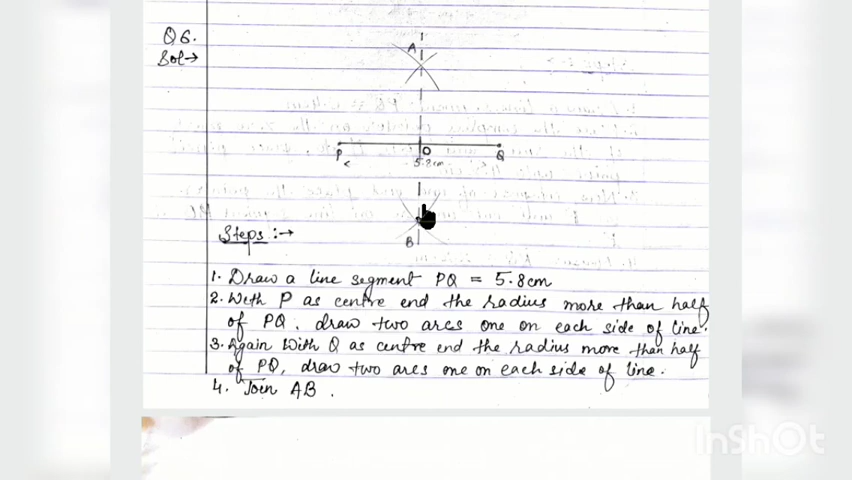 Q6.
Sol→
A
P
O
Q
5.8cm
B
Steps :→
1. Draw a line segment PQ = 5.8cm
2. With P as centre end the radius more than half
of PQ, draw two arcs one on each side of line.
3. Again With Q as centre end the radius more than half
of PQ, draw two arcs one on each side of line.
4. Join AB.
InShOt